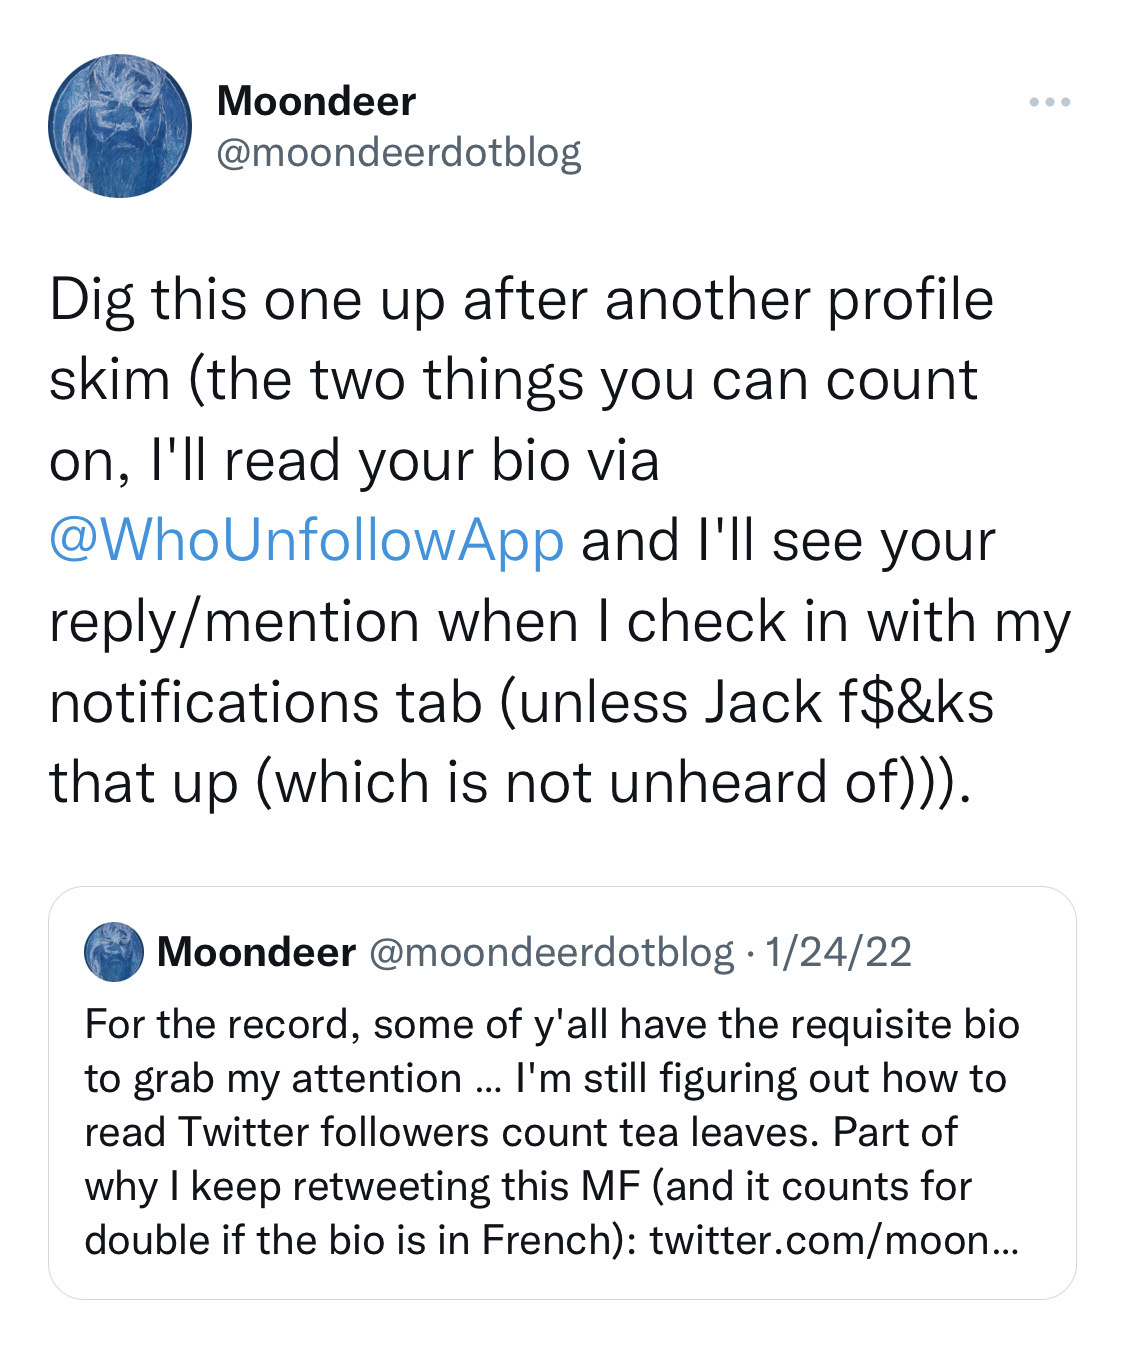 Moondeer
@moondeerdotblog
Dig this one up after another profile
skim (the two things you can count
on, I'll read your bio via
@WhoUnfollowApp and I'll see your
reply/mention when I check in with my
notifications tab (unless Jack f$&ks
that up (which is not unheard of))).
Moondeer @moondeerdotblog · 1/24/22
For the record, some of y'all have the requisite bio
to grab my attention ... I'm still figuring out how to
read Twitter followers count tea leaves. Part of
why I keep retweeting this MF (and it counts for
double if the bio is in French): twitter.com/moon...